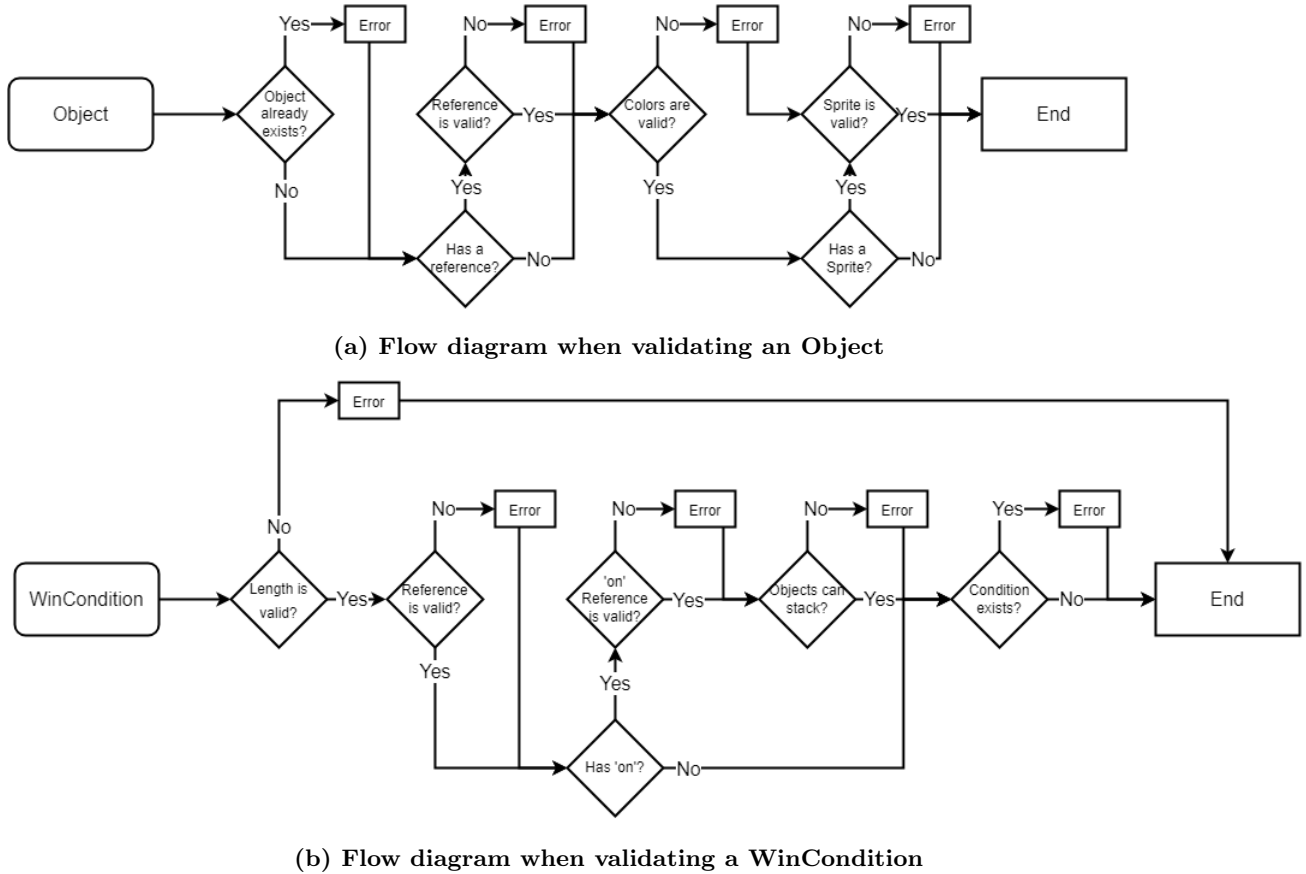 Yes
Error
No
Error
No
Error
No
Error
Object
Object
already
exists?
Reference
is valid?
Yes
Colors are
valid?
Sprite is
valid?
Yes
End
No
Yes
Yes
Yes
Has a
reference?
No
Has a
Sprite?
No
(a) Flow diagram when validating an Object
Error
No
No
Error
No
Error
No
Error
Yes
Error
WinCondition
Length is
valid?
Yes
Reference
is valid?
'on'
Reference
is valid?
Yes
Objects can
stack?
Yes
Condition
exists?
No
End
Yes
Yes
Has 'on'?
No
(b) Flow diagram when validating a WinCondition